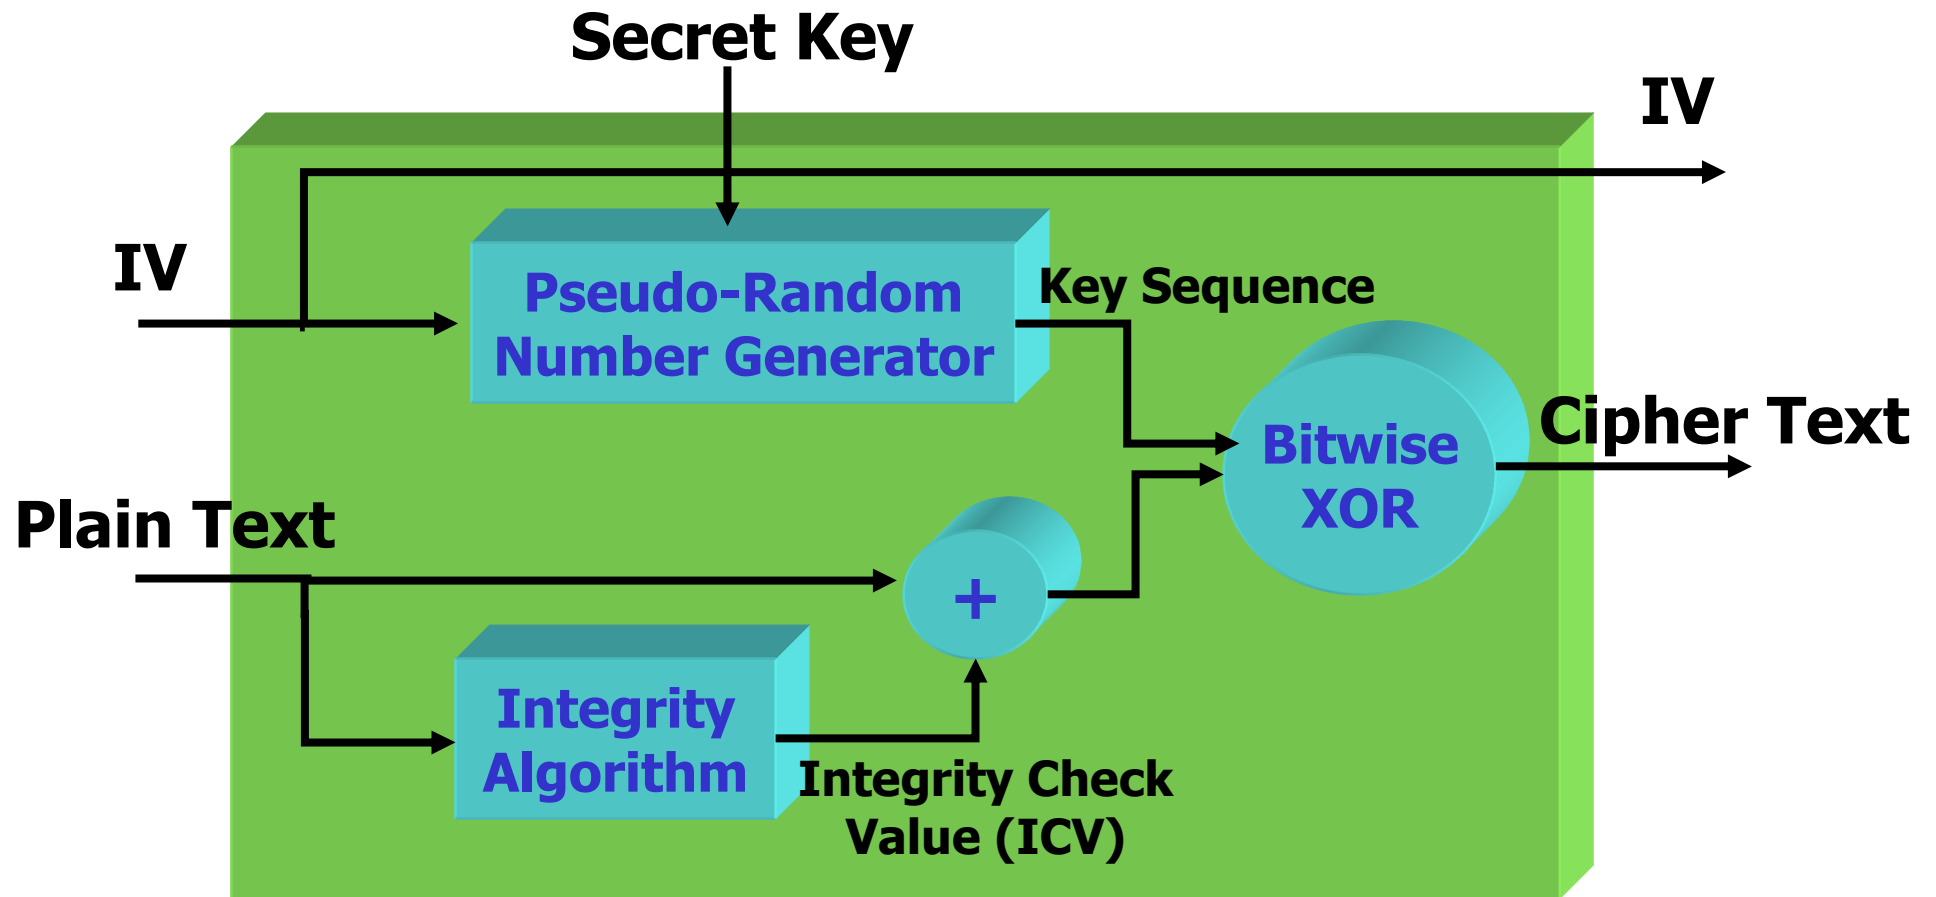 Secret Key
IV
IV
Pseudo-Random
Number Generator
Key Sequence
Bitwise
XOR
Cipher Text
Plain Text
+
Integrity
Algorithm
Integrity Check
Value (ICV)